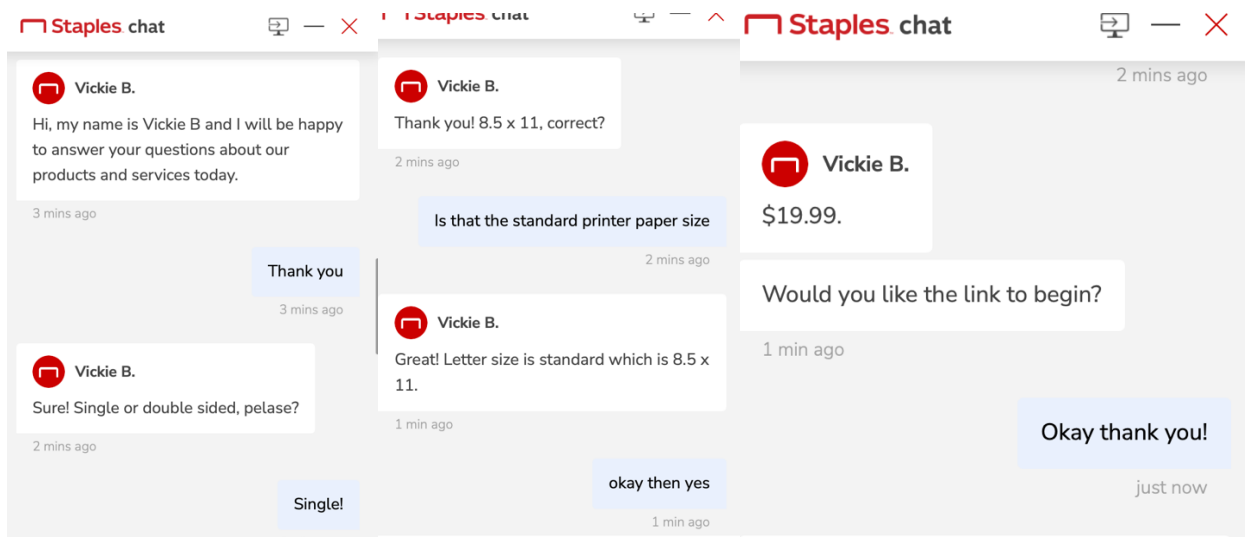 Staples. chat
Vickie B.
Hi, my name is Vickie B and I will be happy
to answer your questions about our
products and services today.
3 mins ago
Thank you
3 mins ago
Vickie B.
Sure! Single or double sided, pelase?
2 mins ago
Single!
Staples. chat
Vickie B.
Thank you! 8.5 x 11, correct?
2 mins ago
Is that the standard printer paper size
2 mins ago
Vickie B.
Great! Letter size is standard which is 8.5 x
11.
1 min ago
okay then yes
1 min ago
Staples. chat
2 mins ago
Vickie B.
$19.99.
Would you like the link to begin?
1 min ago
Okay thank you!
just now